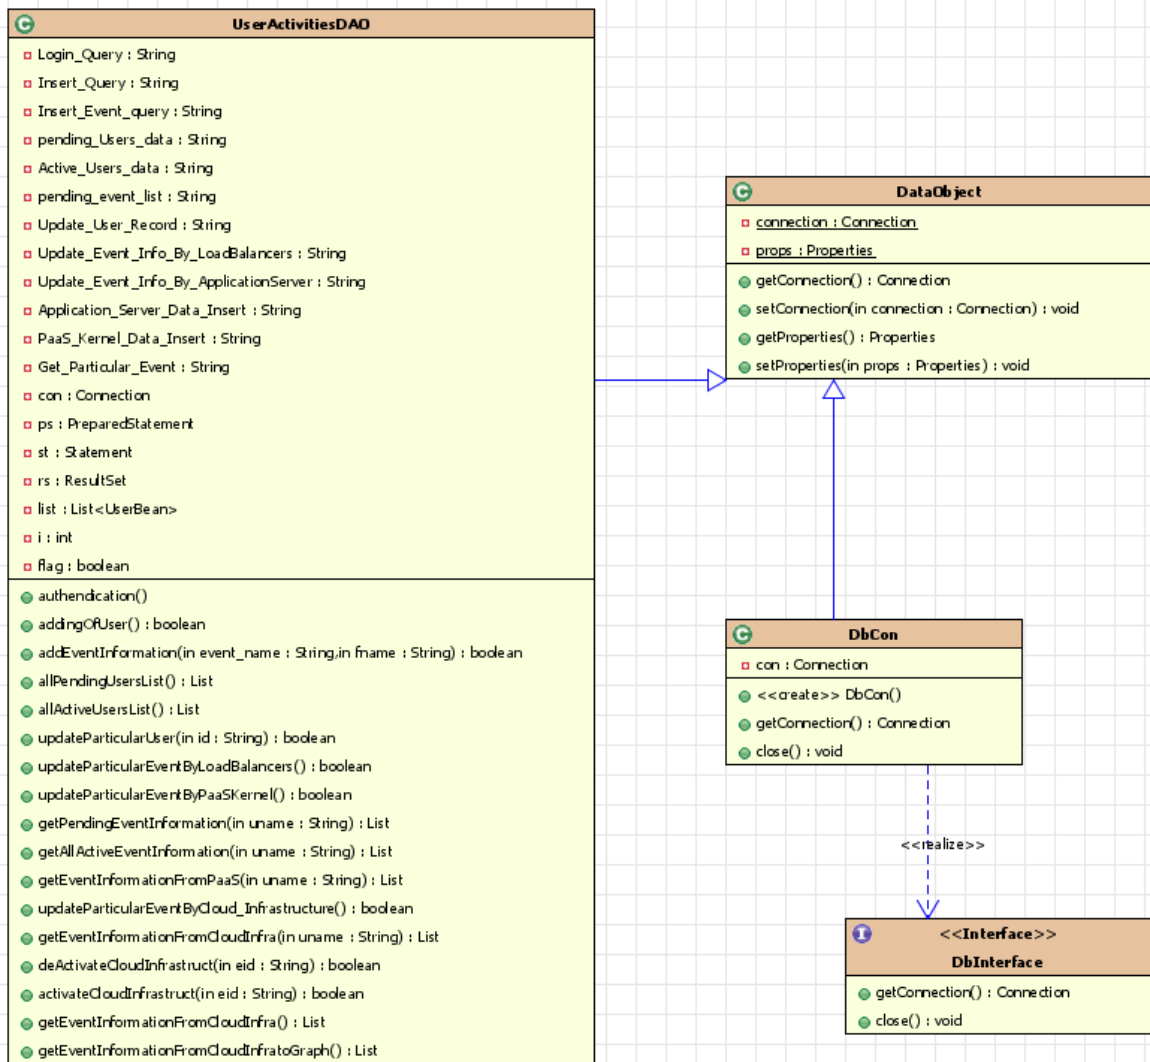 C
UserActivitiesDAO
Login_Query : String
Insert_Query : String
Insert_Event_query : String
pending_Users_data : String
Active_Users_data : String
pending_event_list : String
Update_User_Record : String
Update_Event_Info_By_LoadBalancers : String
Update_Event_Info_By_ApplicationServer : String
Application_Server_Data_Insert : String
PaaS_Kernel_Data_Insert : String
Get_Particular_Event : String
con : Connection
ps : PreparedStatement
st : Statement
rs : ResultSet
list : List<UserBean>
i : int
flag : boolean
authendication()
addingOfUser() : boolean
addEventInformation(in event_name : String,in fname : String) : boolean
allPendingUsersList() : List
allActiveUsersList() : List
updateParticularUser(in id : String) : boolean
updateParticularEventByLoadBalancers() : boolean
updateParticularEventByPaaSKernel() : boolean
getPendingEventInformation(in uname : String) : List
getAllActiveEventInformation(in uname : String) : List
getEventInformationFromPaaS(in uname : String) : List
updateParticularEventByCloud_Infrastructure() : boolean
getEventInformationFromCloudInfra(in uname : String) : List
deActivateCloudInfrastruct(in eid : String) : boolean
activateCloudInfrastruct(in eid : String) : boolean
getEventInformationFromCloudInfra() : List
getEventInformationFromCloudInfratoGraph() : List
C
DataObject
connection : Connection
props : Properties
getConnection() : Connection
setConnection(in connection : Connection) : void
getProperties() : Properties
setProperties(in props : Properties) : void
C
DbCon
con : Connection
<<create>> DbCon()
getConnection() : Connection
close() : void
<<realize>>
I
<<Interface>>
DbInterface
getConnection() : Connection
close() : void